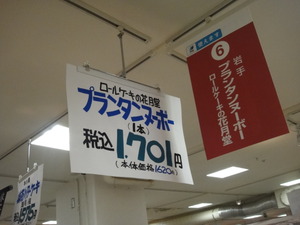 ロールケーキの花月堂
プランタンヌーボー
(1本)
税込1,701円
(本体価格1,620円)
6
岩手
プランタンヌーボー
ロールケーキの花月堂